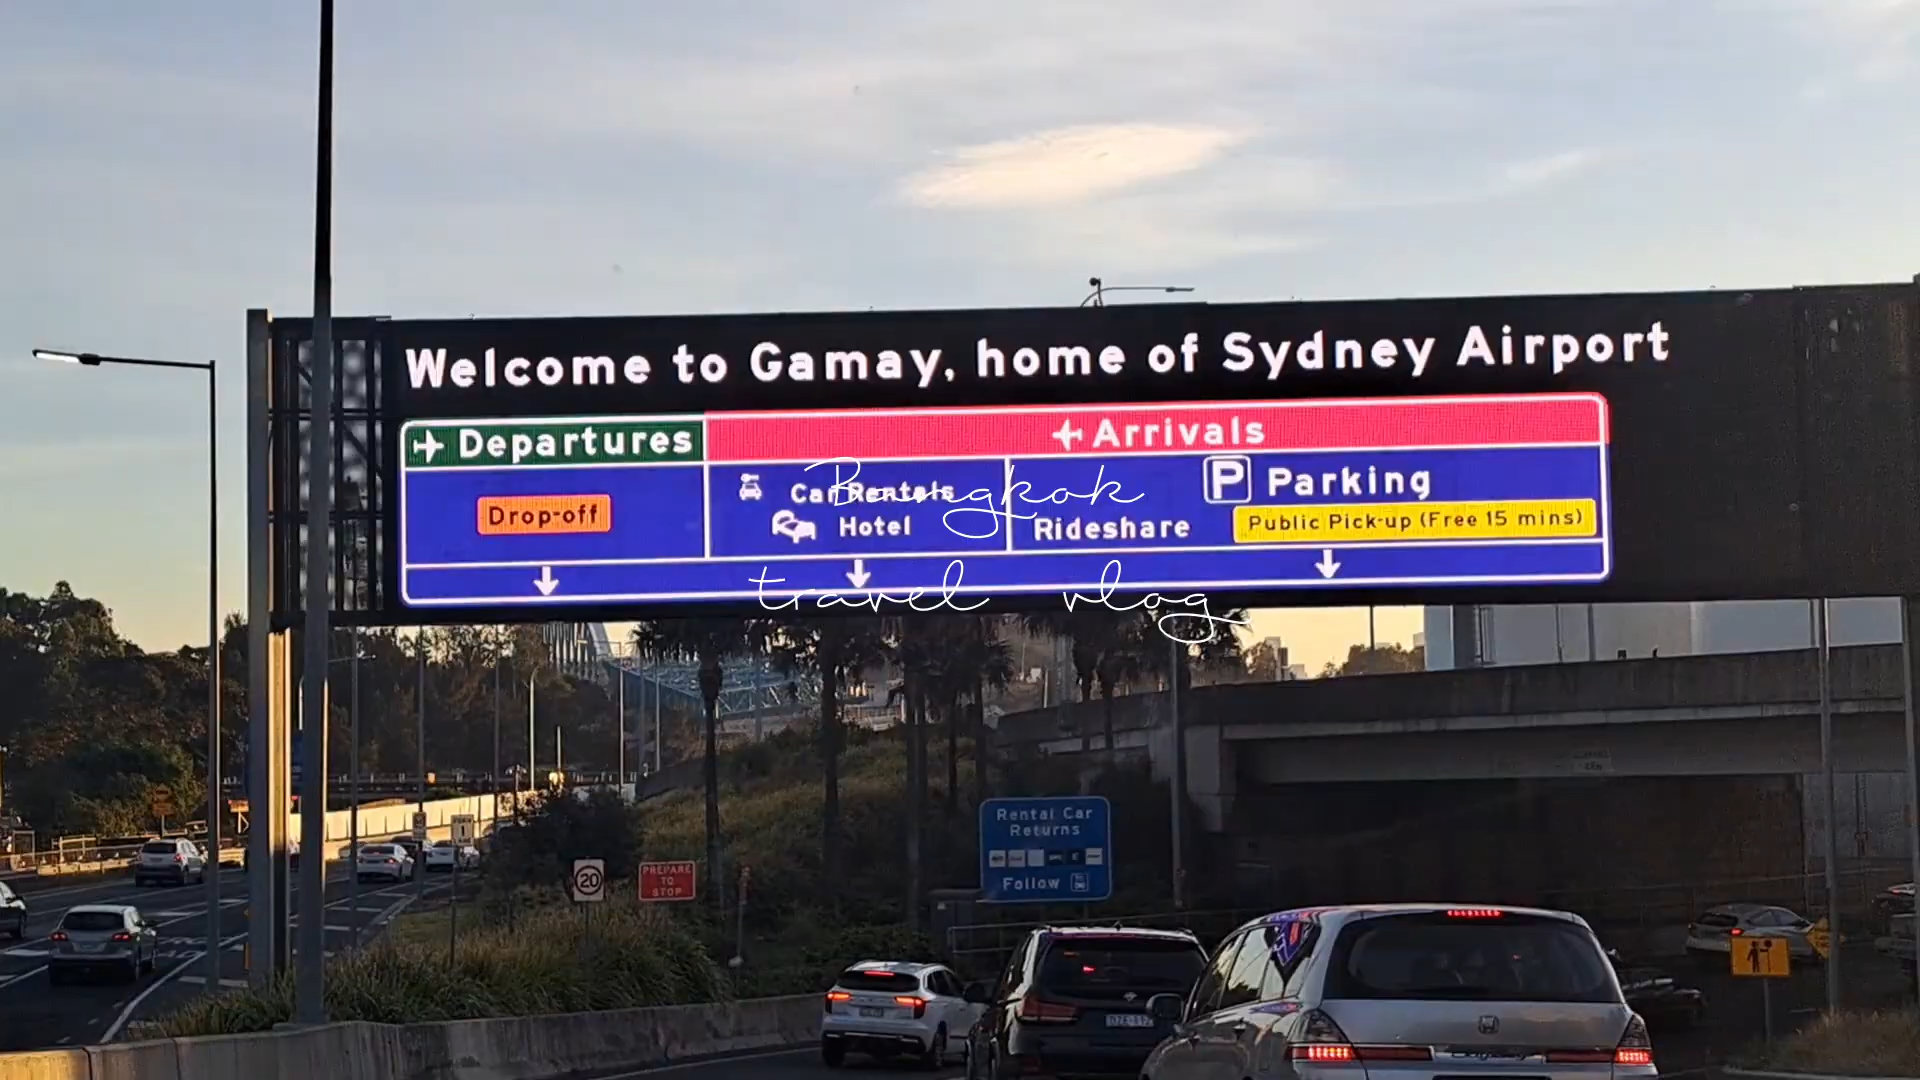 Welcome to Gamay, home of Sydney Airport
Departures
Arrivals
Drop-off
Car Rentals
Hotel
Rideshare
P Parking
Public Pick-up (Free 15 mins)
Bangkok
travel vlog
Rental Car
Returns
Follow
20
PREPARE
TO
STOP